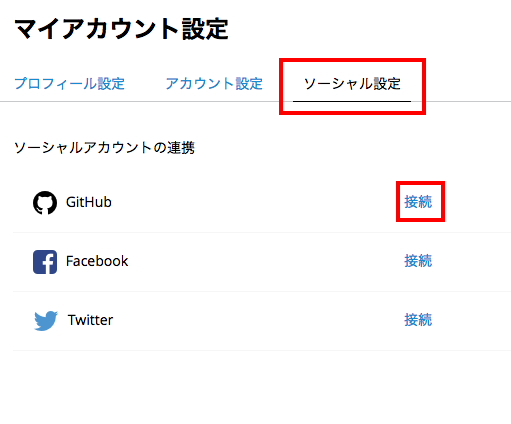 マイアカウント設定
プロフィール設定 アカウント設定 ソーシャル設定
ソーシャルアカウントの連携
GitHub 接続
Facebook 接続
Twitter 接続